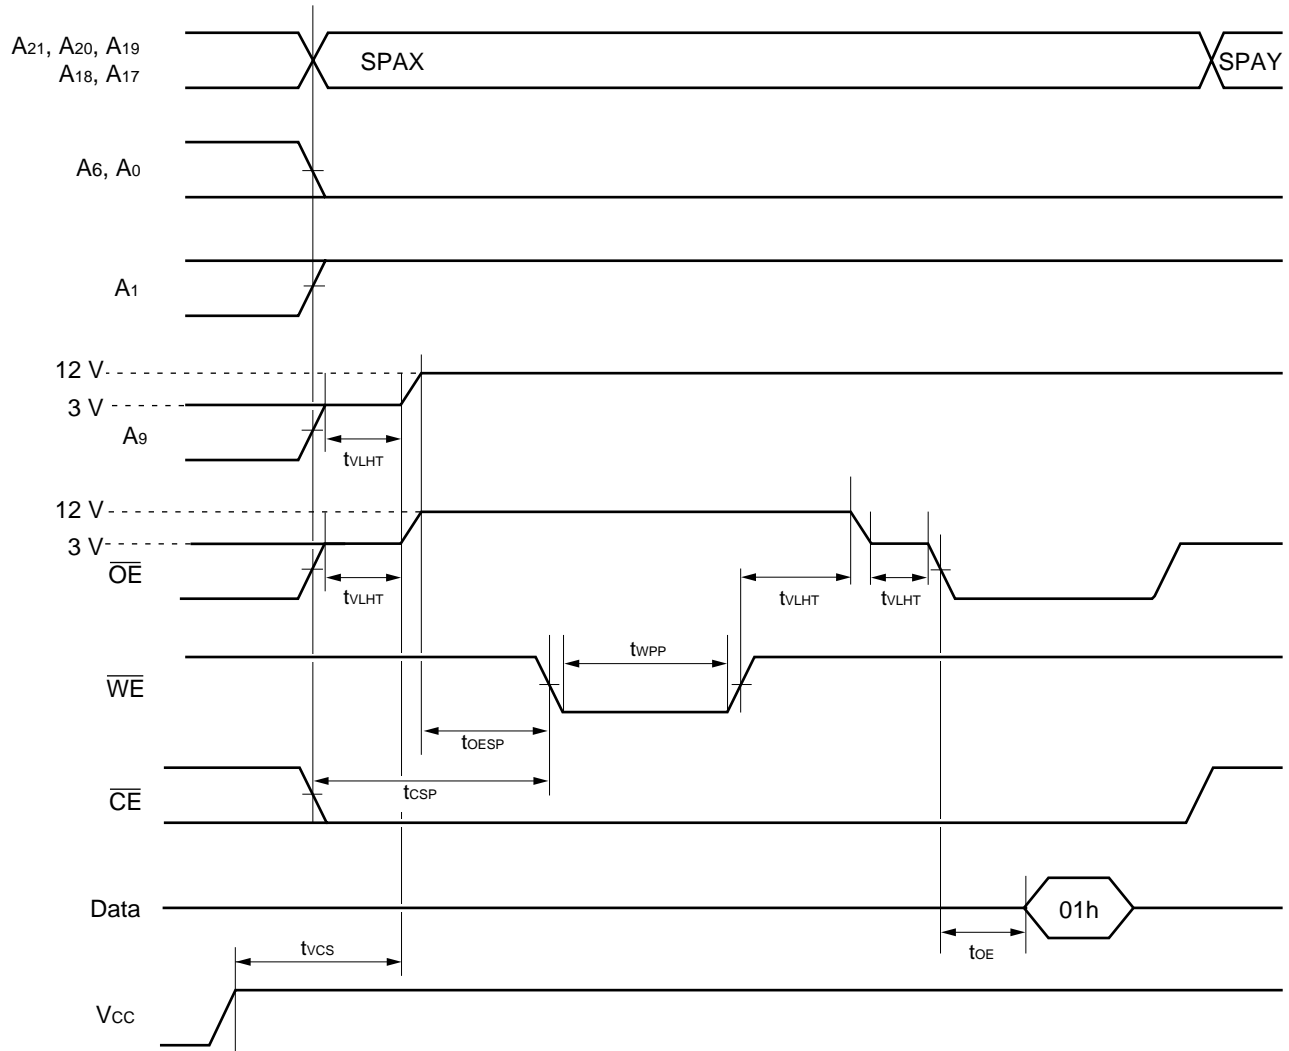 A21, A20, A19
A18, A17
SPAX
SPAY
A6, A0
A1
12 V
3 V
A9
tVLHT
12 V
3 V
OE
tVLHT
tVLHT
tVLHT
WE
tWPP
tOESP
CE
tCSP
Data
01h
tOE
tVCS
VCC